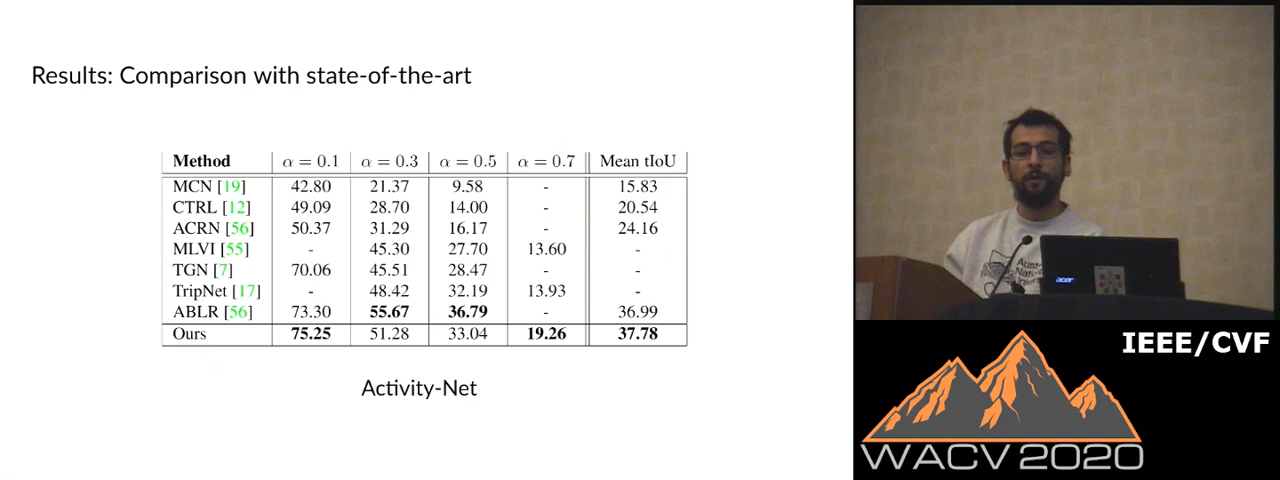 Results: Comparison with state-of-the-art
Method α = 0.1 α = 0.3 α = 0.5 α = 0.7 Mean tIoU
MCN [19] 42.80 21.37 9.58 - 15.83
CTRL [12] 49.09 28.70 14.00 - 20.54
ACRN [56] 50.37 31.29 16.17 - 24.16
MLVI [55] - 45.30 27.70 13.60 -
TGN [7] 70.06 45.51 28.47 - -
TripNet [17] - 48.42 32.19 13.93 -
ABLR [56] 73.30 55.67 36.79 - 36.99
Ours 75.25 51.28 33.04 19.26 37.78
Activity-Net
acer
IEEE/CVF
WACV 2020